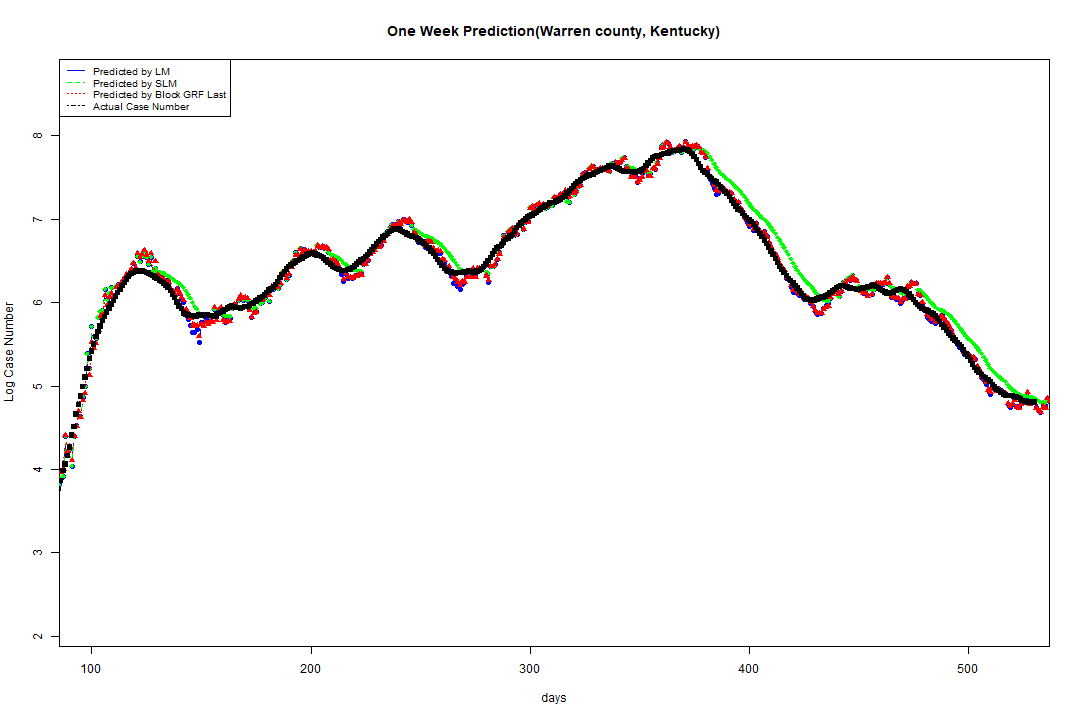 One Week Prediction(Warren county, Kentucky)
Predicted by LM
Predicted by SLM
Predicted by Block GRF Last
Actual Case Number
8
7
6
5
4
3
2
Log Case Number
100 200 300 400 500
days